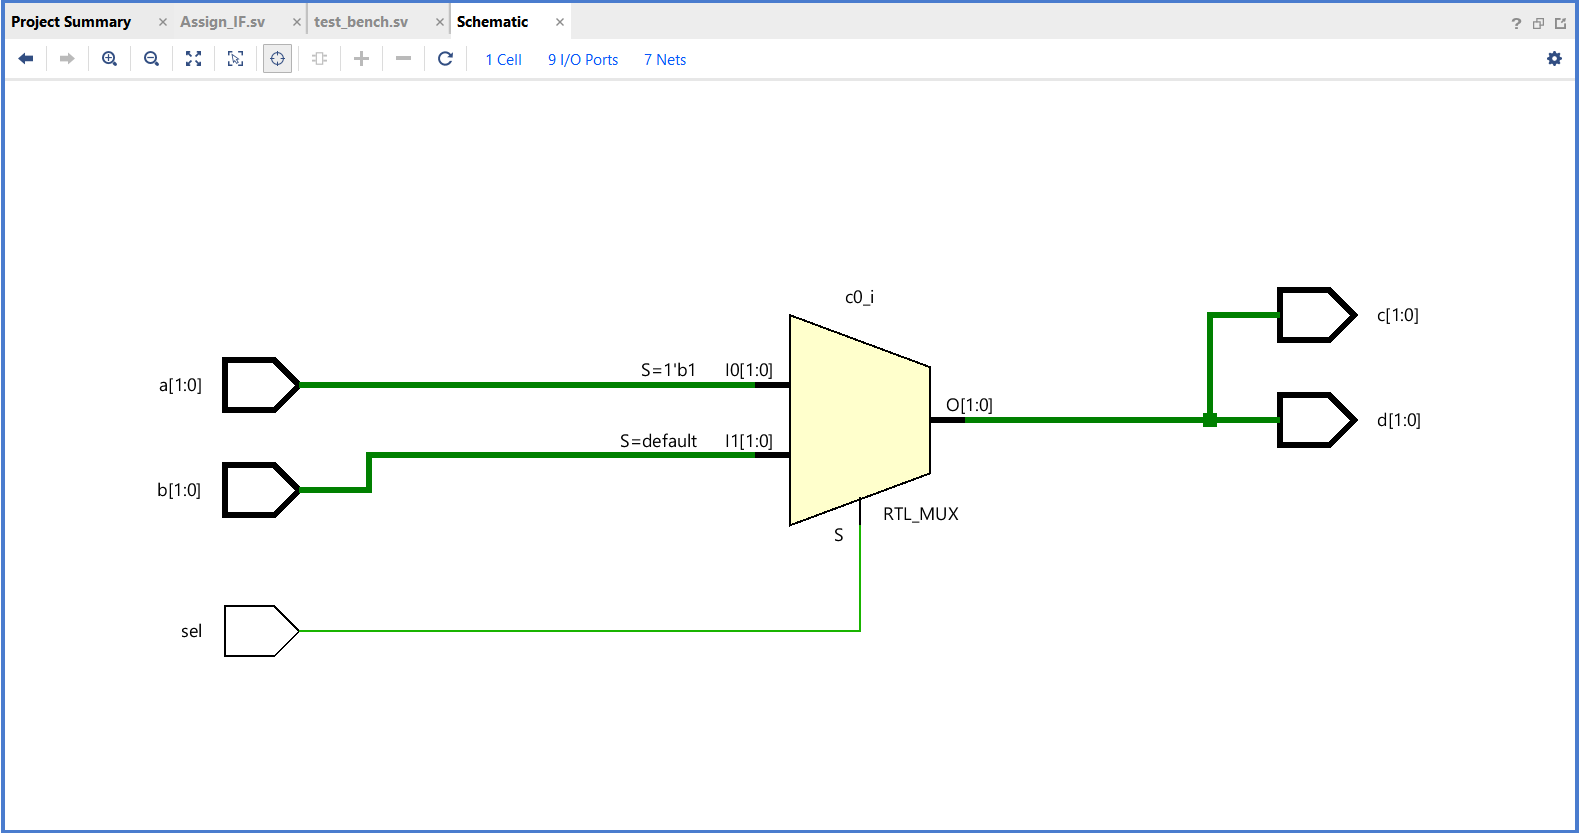 Project Summary × Assign_IF.sv × test_bench.sv × Schematic × ?
1 Cell 9 I/O Ports 7 Nets
c0_i
c[1:0]
S=1'b1 I0[1:0]
a[1:0]
O[1:0]
d[1:0]
S=default I1[1:0]
b[1:0]
RTL_MUX
S
sel